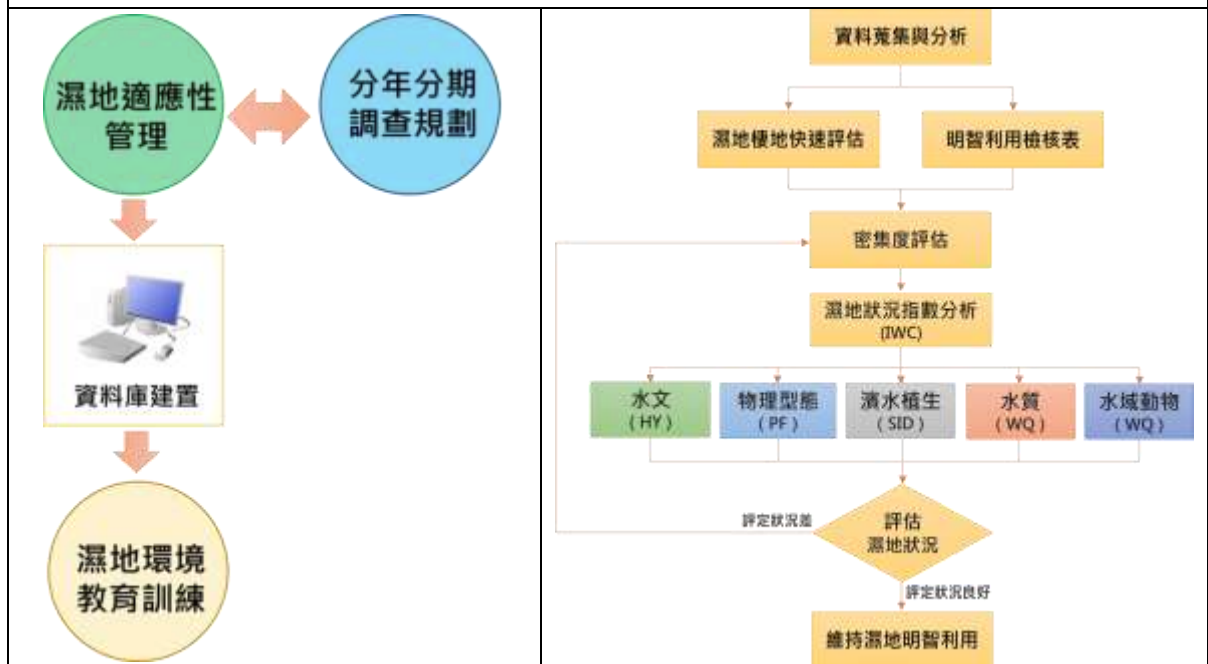 濕地適應性
管理
分年分期
調查規劃
資料庫建置
濕地環境
教育訓練
資料蒐集與分析
濕地棲地快速評估
明智利用檢核表
密集度評估
濕地狀況指數分析
(IWC)
水文
(HY)
物理型態
(PF)
濱水植生
(SID)
水質
(WQ)
水域動物
(WQ)
評定狀況差
評估
濕地狀況
評定狀況良好
維持濕地明智利用